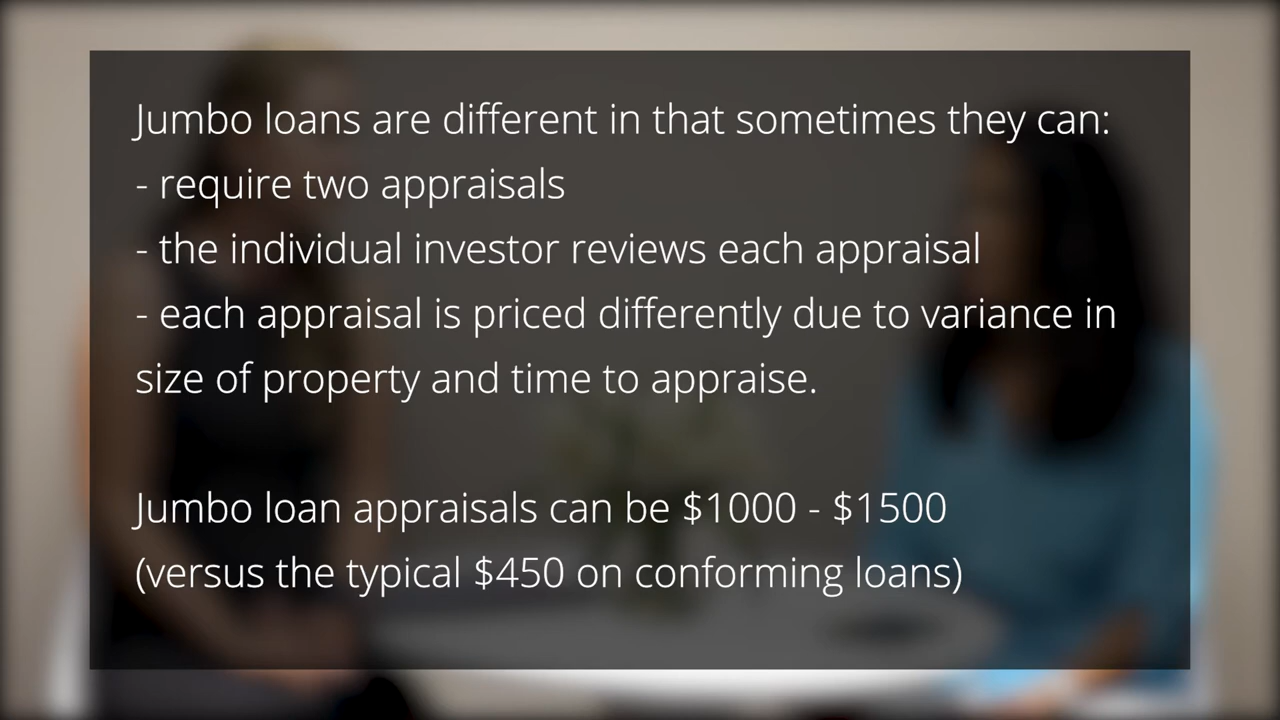 Jumbo loans are different in that sometimes they can:
- require two appraisals
- the individual investor reviews each appraisal
- each appraisal is priced differently due to variance in
size of property and time to appraise.
Jumbo loan appraisals can be $1000 - $1500
(versus the typical $450 on conforming loans)